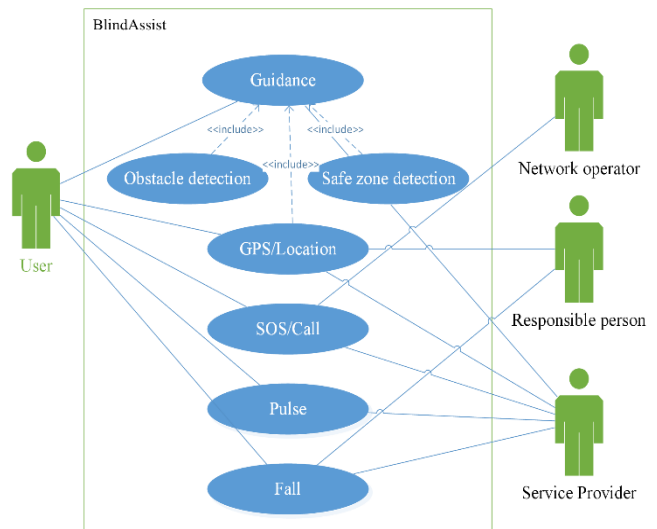 BlindAssist
Guidance
<<include>>
<<include>>
<<include>>
Obstacle detection
Safe zone detection
Network operator
GPS/Location
User
SOS/Call
Responsible person
Pulse
Fall
Service Provider